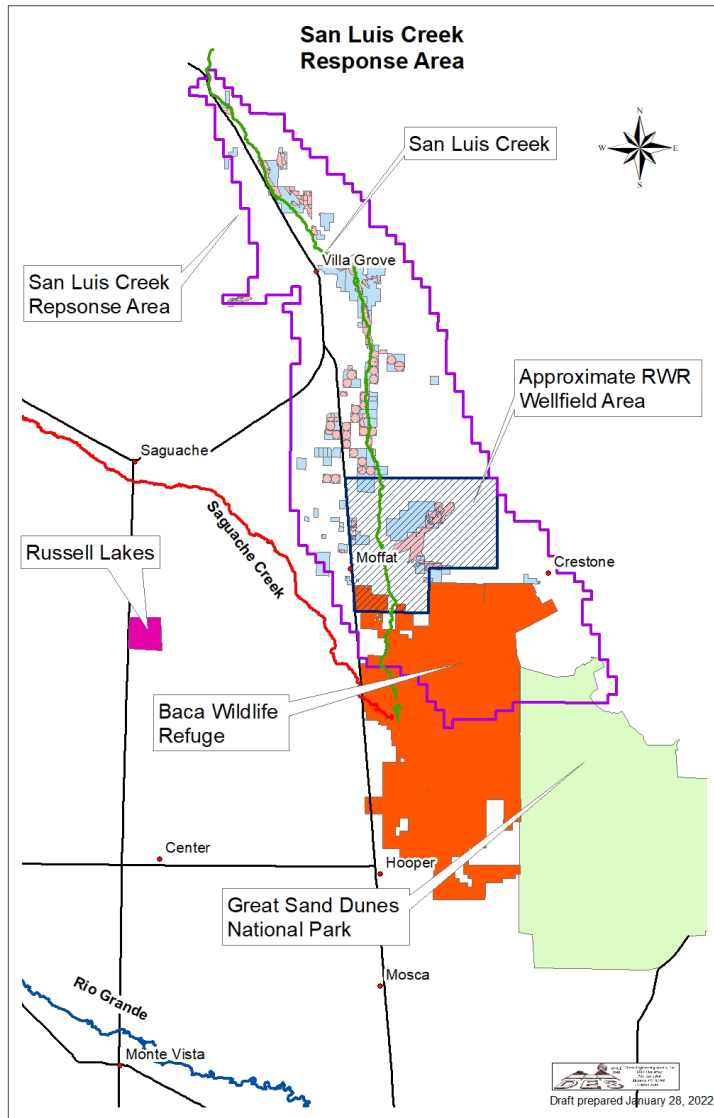 San Luis Creek
Response Area
N
W
E
S
San Luis Creek
Villa Grove
San Luis Creek
Repsonse Area
Approximate RWR
Wellfield Area
Saguache
Saguache Creek
Russell Lakes
Moffat
Crestone
Baca Wildlife
Refuge
Center
Hooper
Great Sand Dunes
National Park
Mosca
Rio Grande
Monte Vista
DES
Draft prepared January 28, 2022